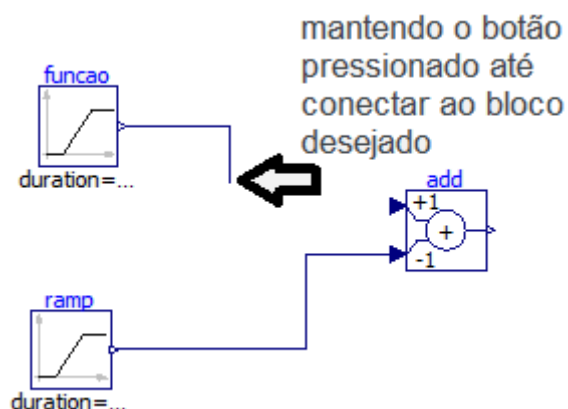 mantendo o botão
pressionado até
conectar ao bloco
desejado
funcao
duration=...
add
+1
+
-1
ramp
duration=...